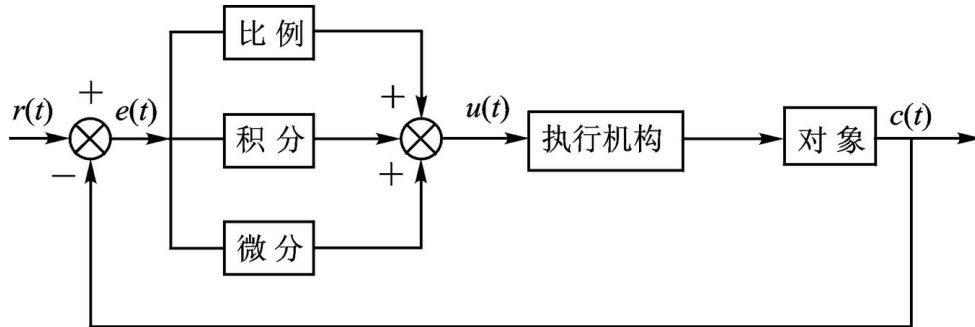 比例
+
r(t)
e(t)
+
u(t)
c(t)
积分
执行机构
对象
−
+
微分